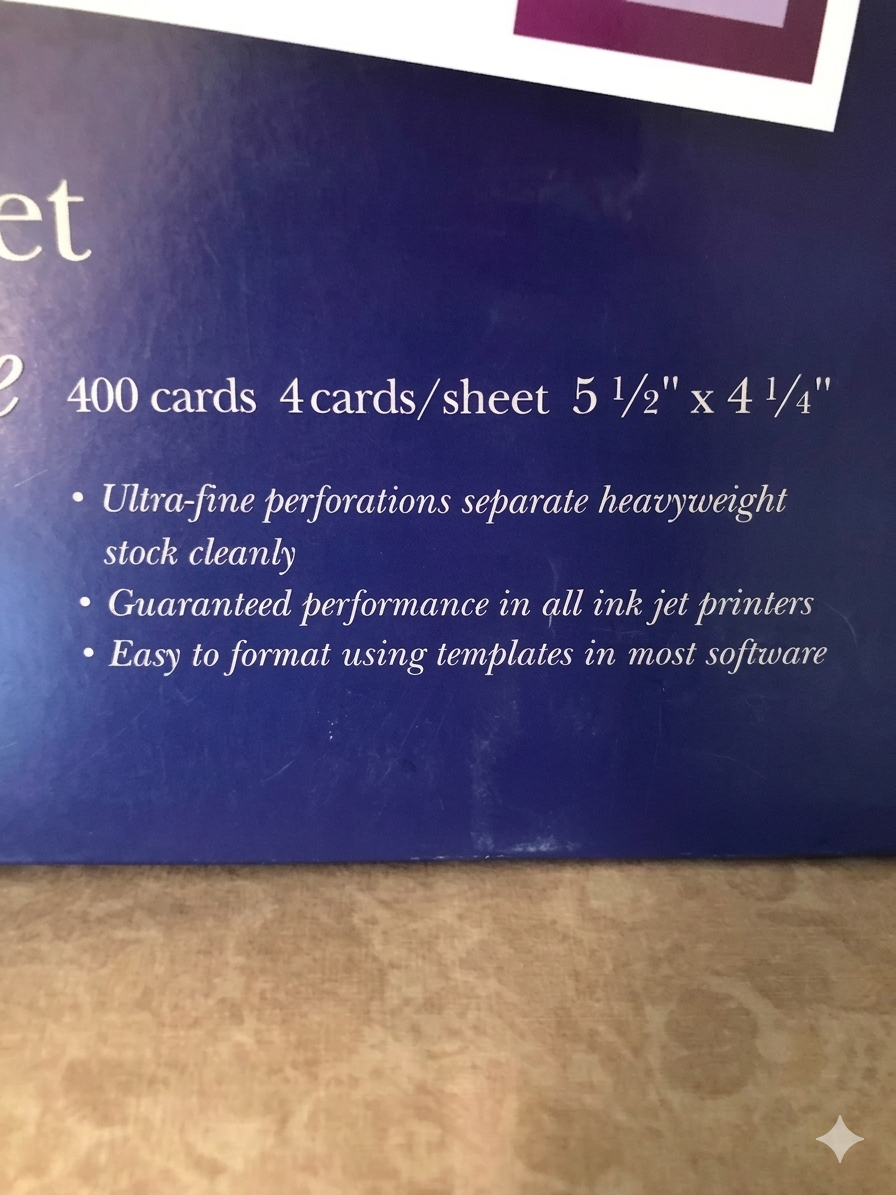 et
e
400 cards 4 cards/sheet 5 1/2" x 4 1/4"
• Ultra-fine perforations separate heavyweight
stock cleanly
• Guaranteed performance in all ink jet printers
• Easy to format using templates in most software